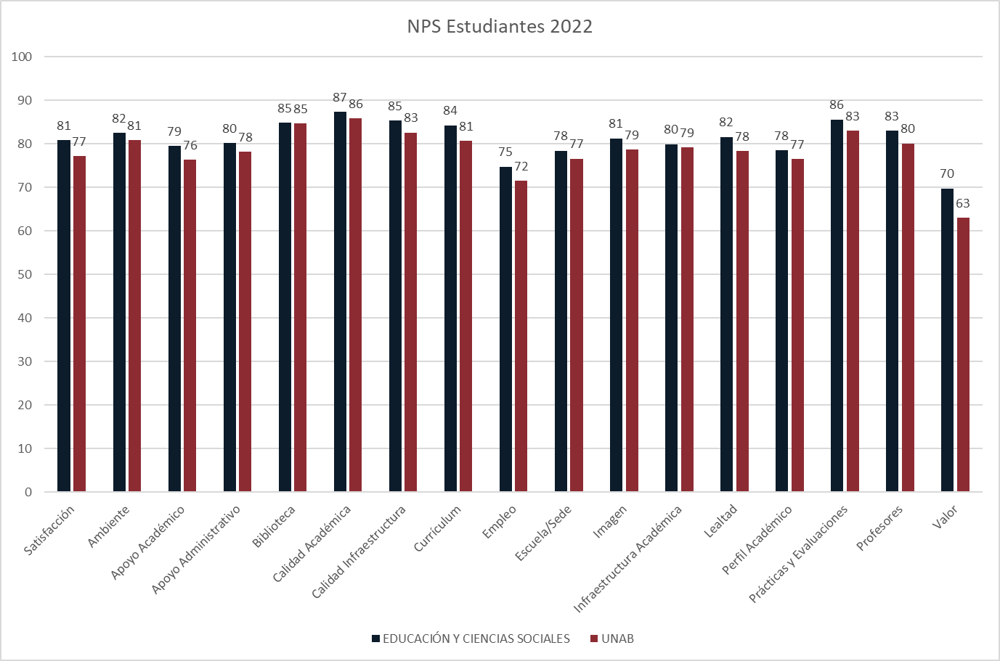 NPS Estudiantes 2022
100
90
80
70
60
50
40
30
20
10
0
81 77
82 81
79 76
80 78
85 85
87 86
85 83
84 81
75 72
78 77
81 79
80 79
82 78
78 77
86 83
83 80
70 63
Satisfacción
Ambiente
Apoyo Académico
Apoyo Administrativo
Biblioteca
Calidad Académica
Calidad Infraestructura
Currículum
Empleo
Escuela/Sede
Imagen
Infraestructura Académica
Lealtad
Perfil Académico
Prácticas y Evaluaciones
Profesores
Valor
EDUCACIÓN Y CIENCIAS SOCIALES UNAB